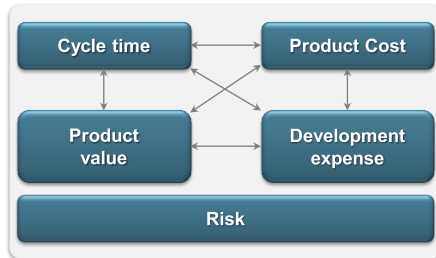 Cycle time
Product Cost
Product
value
Development
expense
Risk